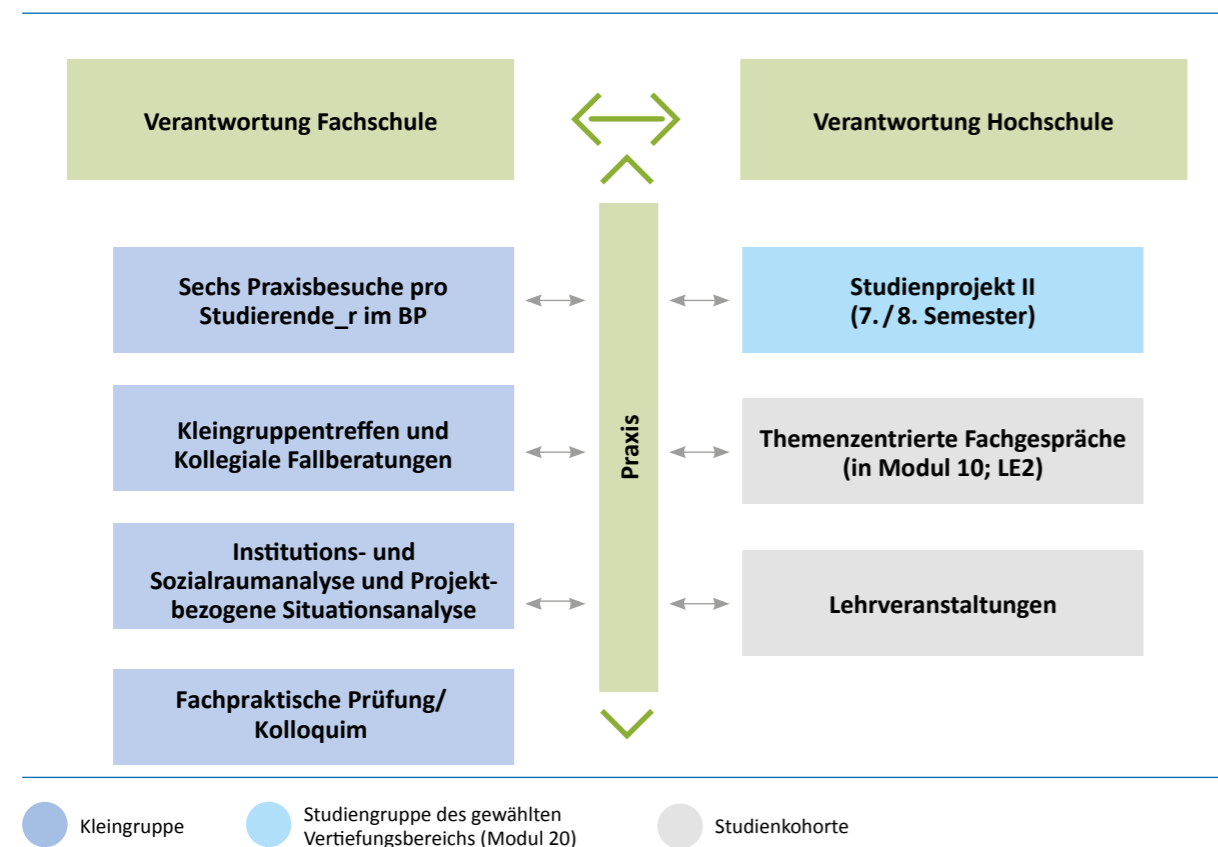 Verantwortung Fachschule
Verantwortung Hochschule
Sechs Praxisbesuche pro
Studierende_r im BP
Kleingruppentreffen und
Kollegiale Fallberatungen
Institutions- und
Sozialraumanalyse und Projekt-
bezogene Situationsanalyse
Fachpraktische Prüfung/
Kolloquim
Praxis
Studienprojekt II
(7. / 8. Semester)
Themenzentrierte Fachgespräche
(in Modul 10; LE2)
Lehrveranstaltungen
Kleingruppe
Studiengruppe des gewählten
Vertiefungsbereichs (Modul 20)
Studienkohorte